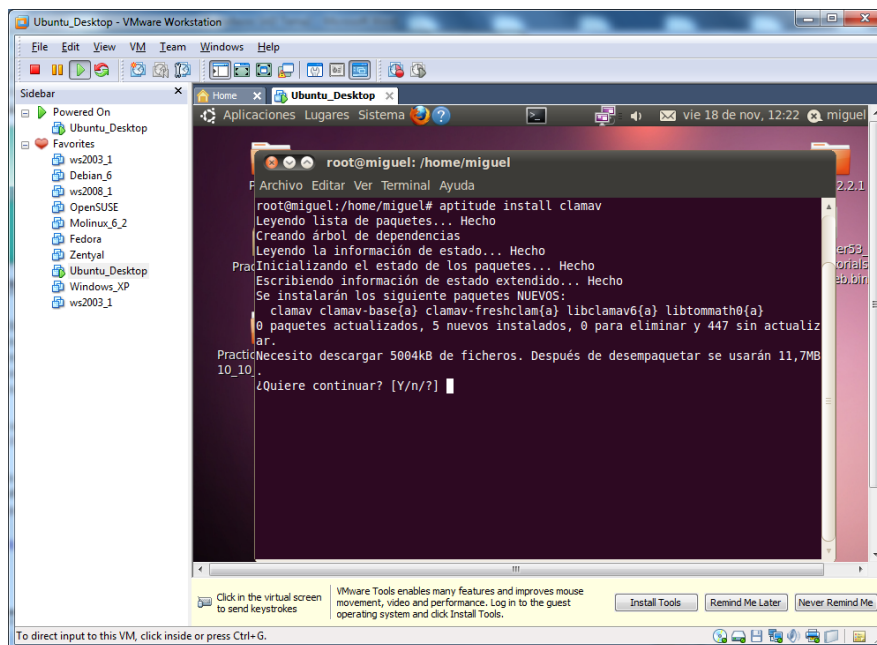 Ubuntu_Desktop - VMware Workstation
File Edit View VM Team Windows Help
Sidebar
Powered On
Ubuntu_Desktop
Favorites
ws2003_1
Debian_6
ws2008_1
OpenSUSE
Molinux_6_2
Fedora
Zentyal
Ubuntu_Desktop
Windows_XP
ws2003_1
Home Ubuntu_Desktop
Aplicaciones Lugares Sistema vie 18 de nov, 12:22 miguel
root@miguel: /home/miguel
Archivo Editar Ver Terminal Ayuda
root@miguel:/home/miguel# aptitude install clamav
Leyendo lista de paquetes... Hecho
Creando árbol de dependencias
Leyendo la información de estado... Hecho
Inicializando el estado de los paquetes... Hecho
Escribiendo información de estado extendido... Hecho
Se instalarán los siguiente paquetes NUEVOS:
clamav clamav-base{a} clamav-freshclam{a} libclamav6{a} libtommath0{a}
0 paquetes actualizados, 5 nuevos instalados, 0 para eliminar y 447 sin actualiz
ar.
Necesito descargar 5004kB de ficheros. Después de desempaquetar se usarán 11,7MB
.
¿Quiere continuar? [Y/n/?]
2.2.1
10_10
Click in the virtual screen
to send keystrokes
VMware Tools enables many features and improves mouse
movement, video and performance. Log in to the guest
operating system and click Install Tools.
Install Tools Remind Me Later Never Remind Me
To direct input to this VM, click inside or press Ctrl+G.